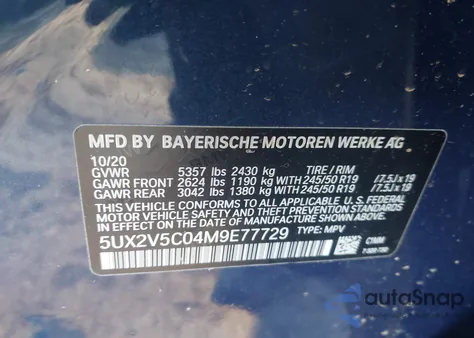 MFD BY BAYERISCHE MOTOREN WERKE AG
10/20
GVWR 5357 lbs 2430 kg TIRE / RIM
GAWR FRONT 2624 lbs 1190 kg WITH 245/50 R19 /7.5J x 19
GAWR REAR 3042 lbs 1380 kg WITH 245/50 R19 /7.5J x 19
THIS VEHICLE CONFORMS TO ALL APPLICABLE U.S. FEDERAL
MOTOR VEHICLE SAFETY AND THEFT PREVENTION STANDARDS
IN EFFECT ON THE DATE OF MANUFACTURE SHOWN ABOVE.
5UX2V5C04M9E77729 TYPE: MPV
autoSnap